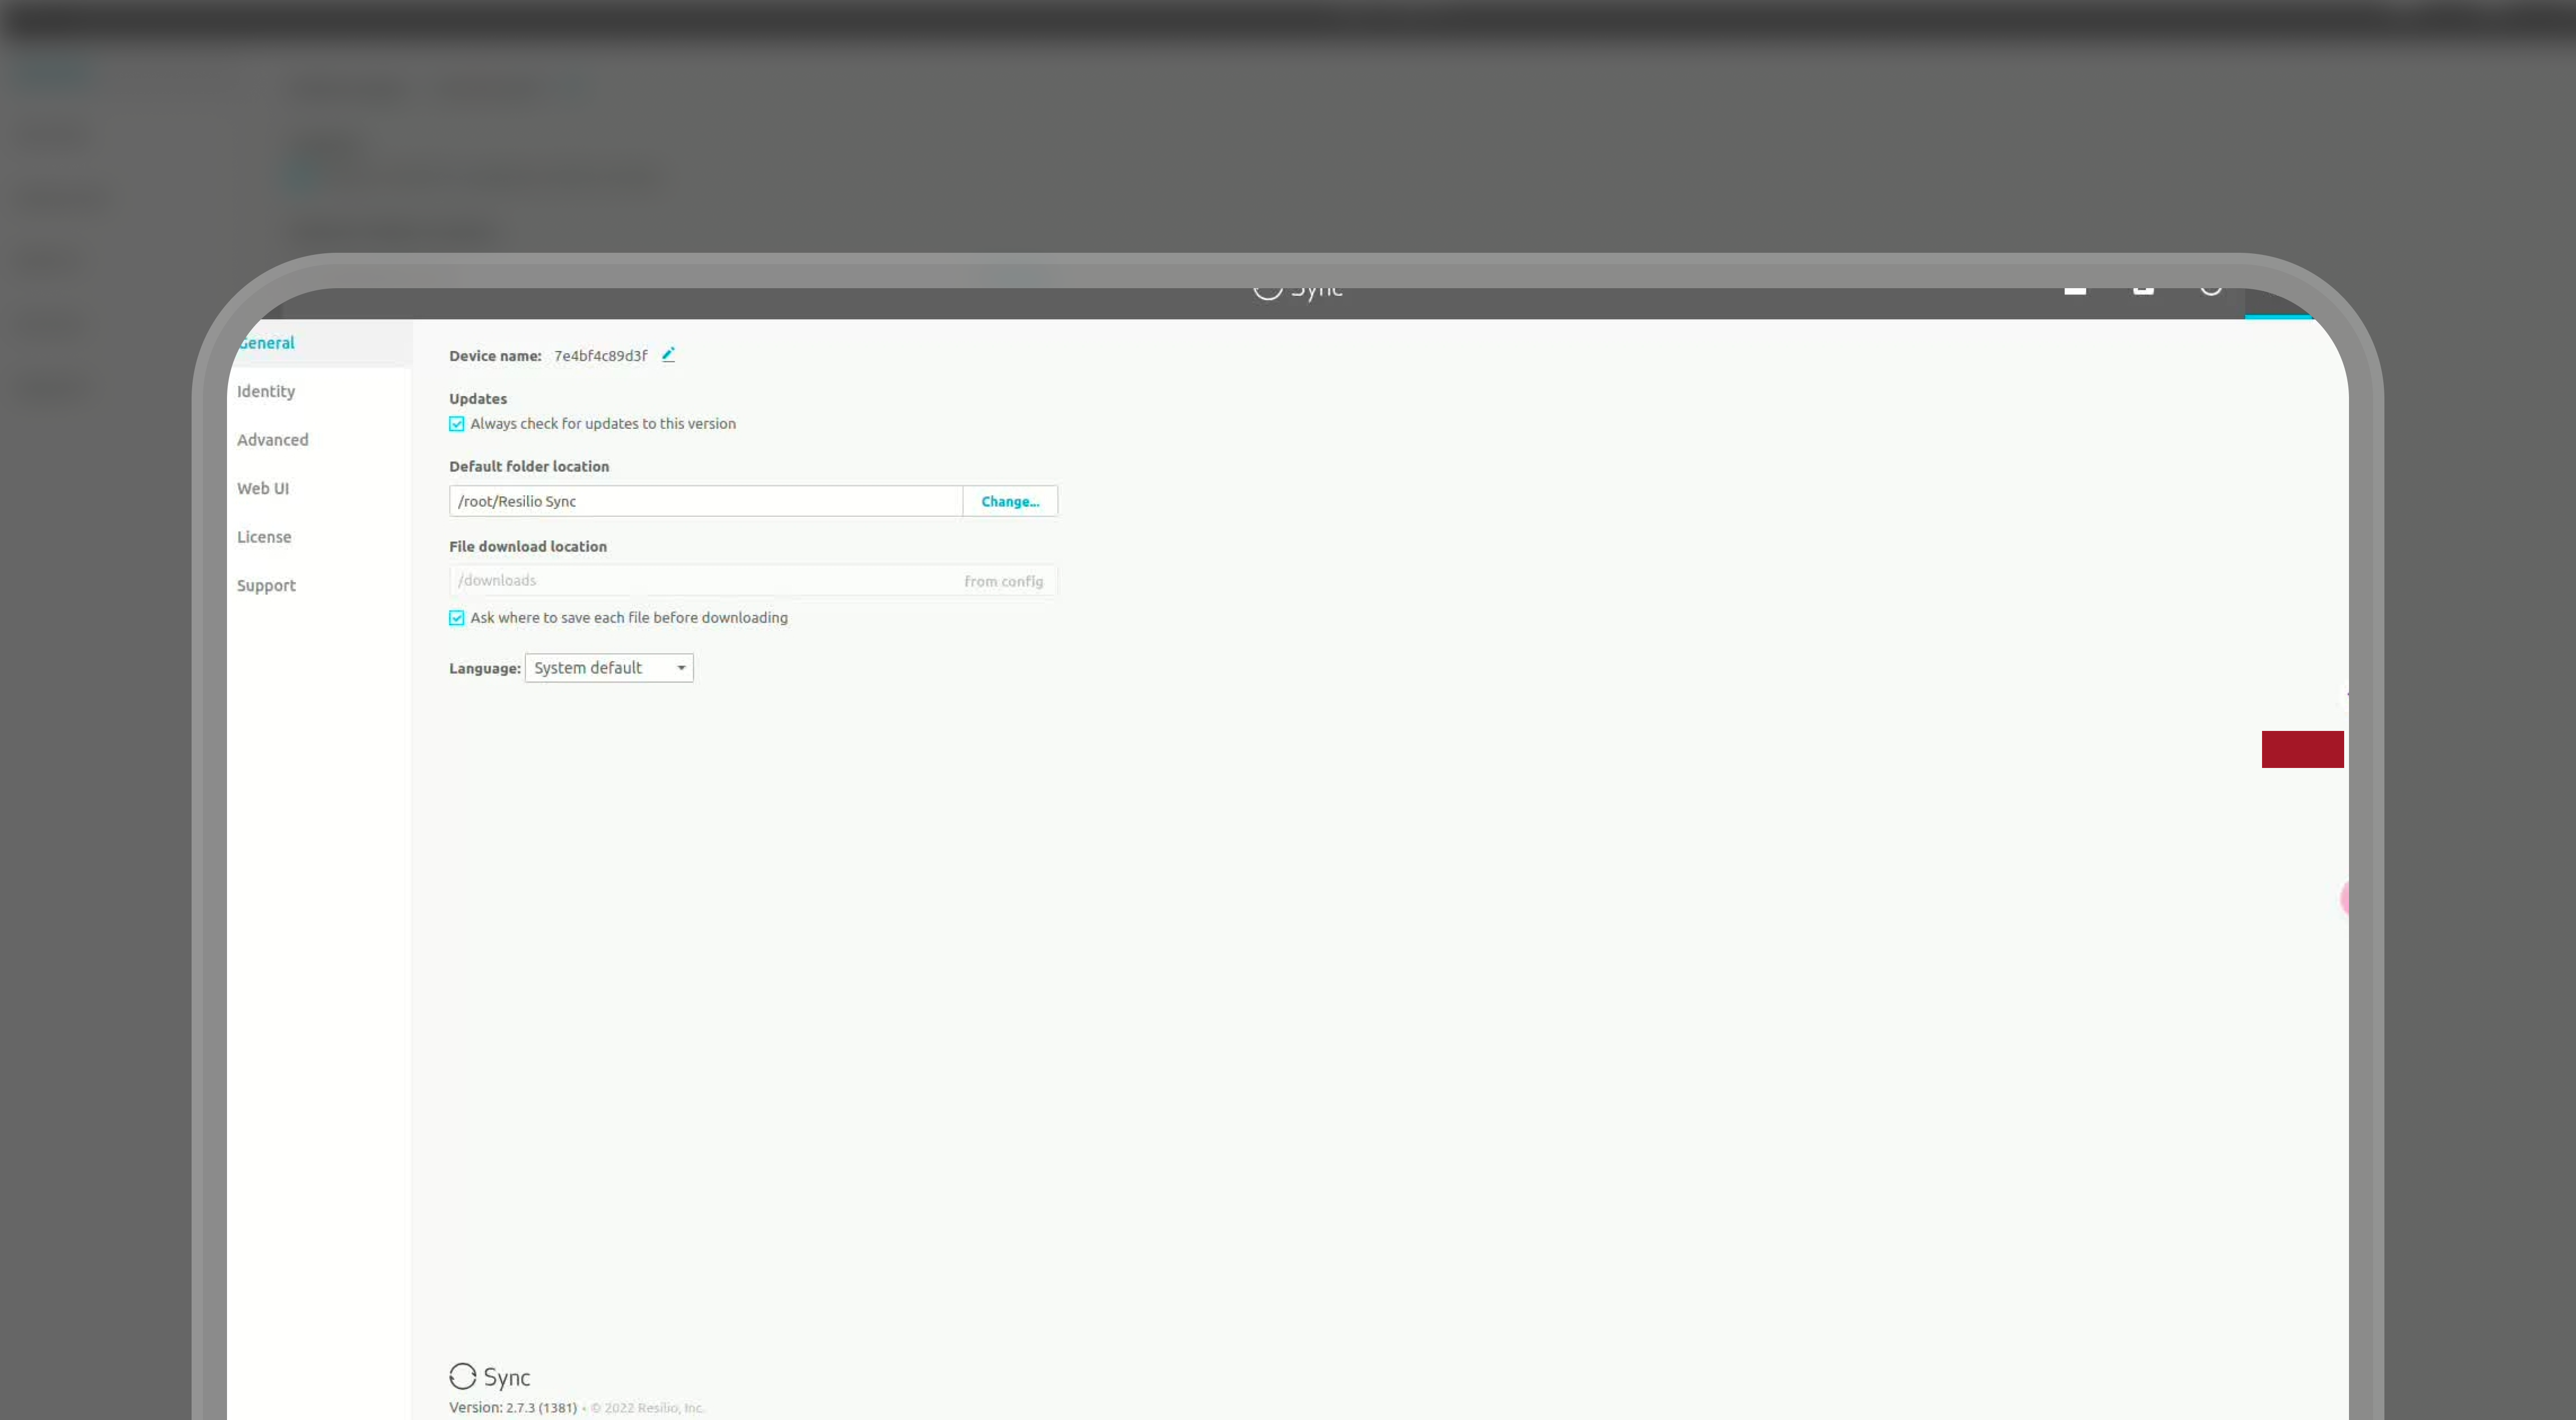 Sync
General
Identity
Advanced
Web UI
License
Support
Device name: 7e4bf4c89d3f
Updates
Always check for updates to this version
Default folder location
/root/Resilio Sync
Change...
File download location
/downloads
from config
Ask where to save each file before downloading
Language: System default
Sync
Version: 2.7.3 (1381) • © 2022 Resilio, Inc.